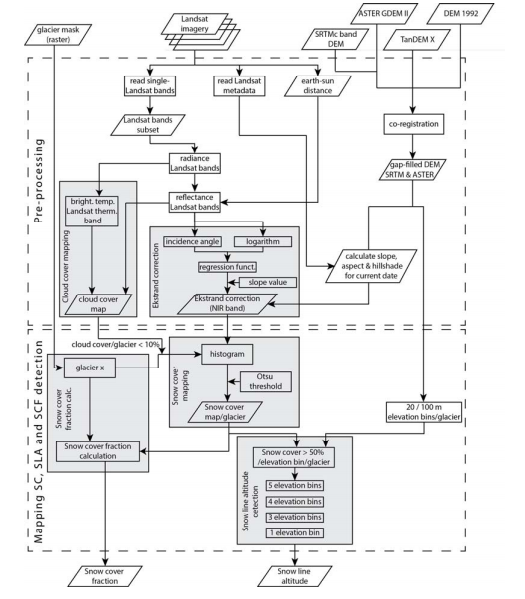 Landsat
imagery
ASTER GDEM II
DEM 1992
glacier mask
(raster)
SRTMc band
DEM
TanDEM X
Pre-processing
read single-
Landsat bands
read Landsat
metadata
earth-sun
distance
Landsat bands
subset
co-registration
radiance
Landsat bands
gap-filled DEM
SRTM & ASTER
Cloud cover mapping
bright. temp.
Landsat therm.
band
reflectance
Landsat bands
Ekstrand correction
incidence angle
logarithm
regression funct.
calculate slope,
aspect & hillshade
for current date
slope value
cloud cover
map
Ekstrand correction
(NIR band)
Mapping SC, SLA and SCF detection
cloud cover/glacier < 10%
Snow cover
fraction calc.
glacier x
Snow cover
mapping
histogram
Otsu
threshold
Snow cover
map/glacier
20 / 100 m
elevation bins/glacier
Snow cover fraction
calculation
Snow line altitude
detection
Snow cover > 50%
/elevation bin/glacier
5 elevation bins
4 elevation bins
3 elevation bins
1 elevation bin
Snow cover
fraction
Snow line
altitude